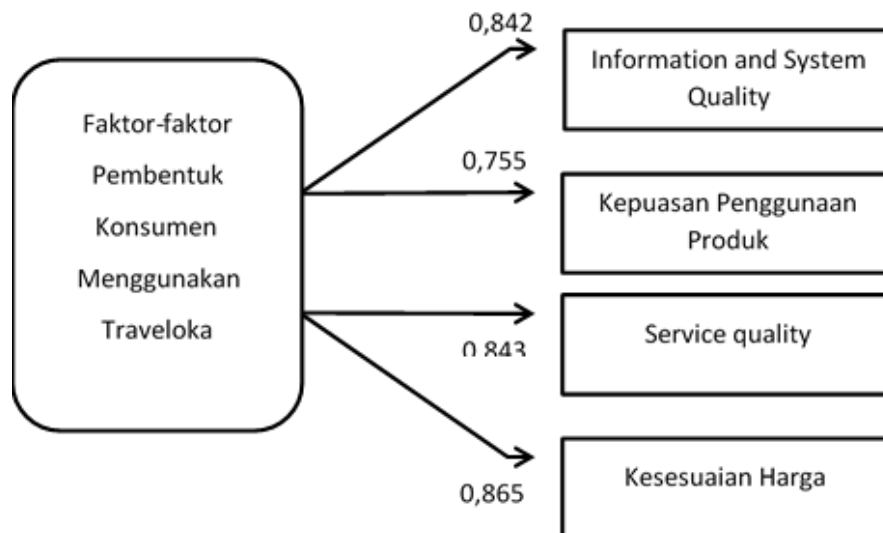 Faktor-faktor
Pembentuk
Konsumen
Menggunakan
Traveloka
0,842
Information and System
Quality
0,755
Kepuasan Penggunaan
Produk
0,843
Service quality
0,865
Kesesuaian Harga